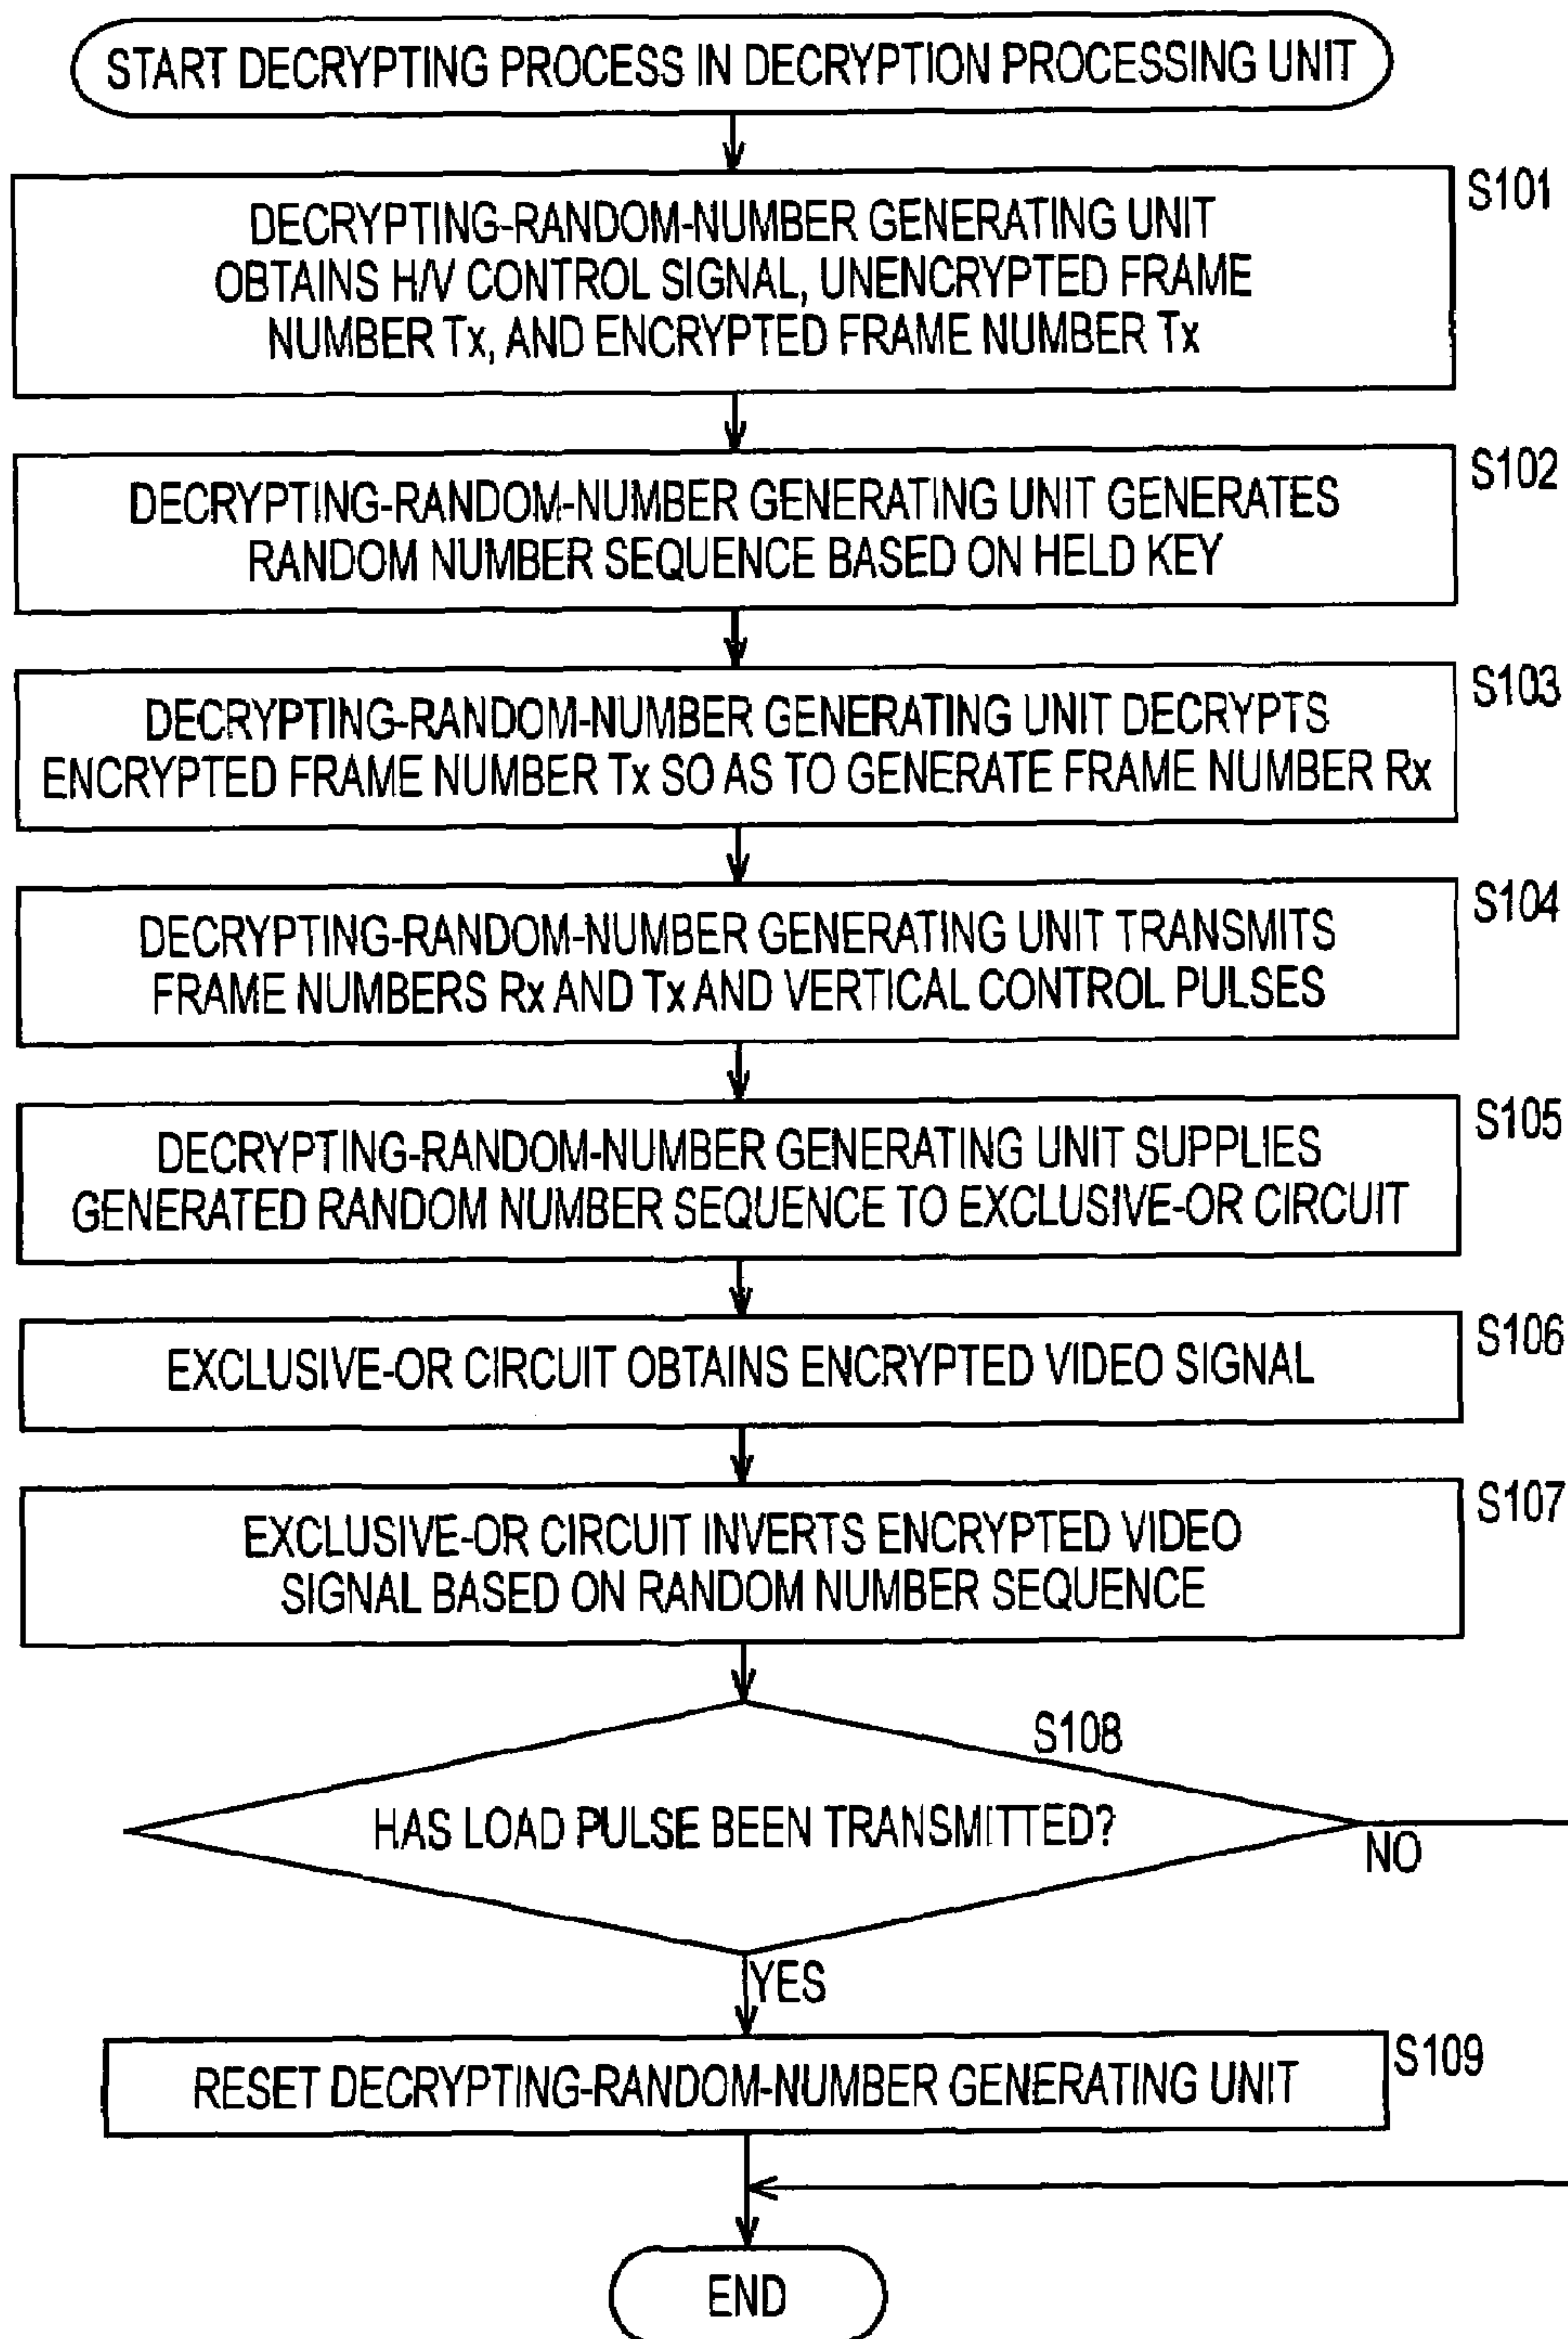 START DECRYPTING PROCESS IN DECRYPTION PROCESSING UNIT
S101
DECRYPTING-RANDOM-NUMBER GENERATING UNIT
OBTAINS H/V CONTROL SIGNAL, UNENCRYPTED FRAME
NUMBER Tx, AND ENCRYPTED FRAME NUMBER Tx
S102
DECRYPTING-RANDOM-NUMBER GENERATING UNIT GENERATES
RANDOM NUMBER SEQUENCE BASED ON HELD KEY
S103
DECRYPTING-RANDOM-NUMBER GENERATING UNIT DECRYPTS
ENCRYPTED FRAME NUMBER Tx SO AS TO GENERATE FRAME NUMBER Rx
S104
DECRYPTING-RANDOM-NUMBER GENERATING UNIT TRANSMITS
FRAME NUMBERS Rx AND Tx AND VERTICAL CONTROL PULSES
S105
DECRYPTING-RANDOM-NUMBER GENERATING UNIT SUPPLIES
GENERATED RANDOM NUMBER SEQUENCE TO EXCLUSIVE-OR CIRCUIT
S106
EXCLUSIVE-OR CIRCUIT OBTAINS ENCRYPTED VIDEO SIGNAL
S107
EXCLUSIVE-OR CIRCUIT INVERTS ENCRYPTED VIDEO
SIGNAL BASED ON RANDOM NUMBER SEQUENCE
S108
HAS LOAD PULSE BEEN TRANSMITTED?
NO
YES
S109
RESET DECRYPTING-RANDOM-NUMBER GENERATING UNIT
END